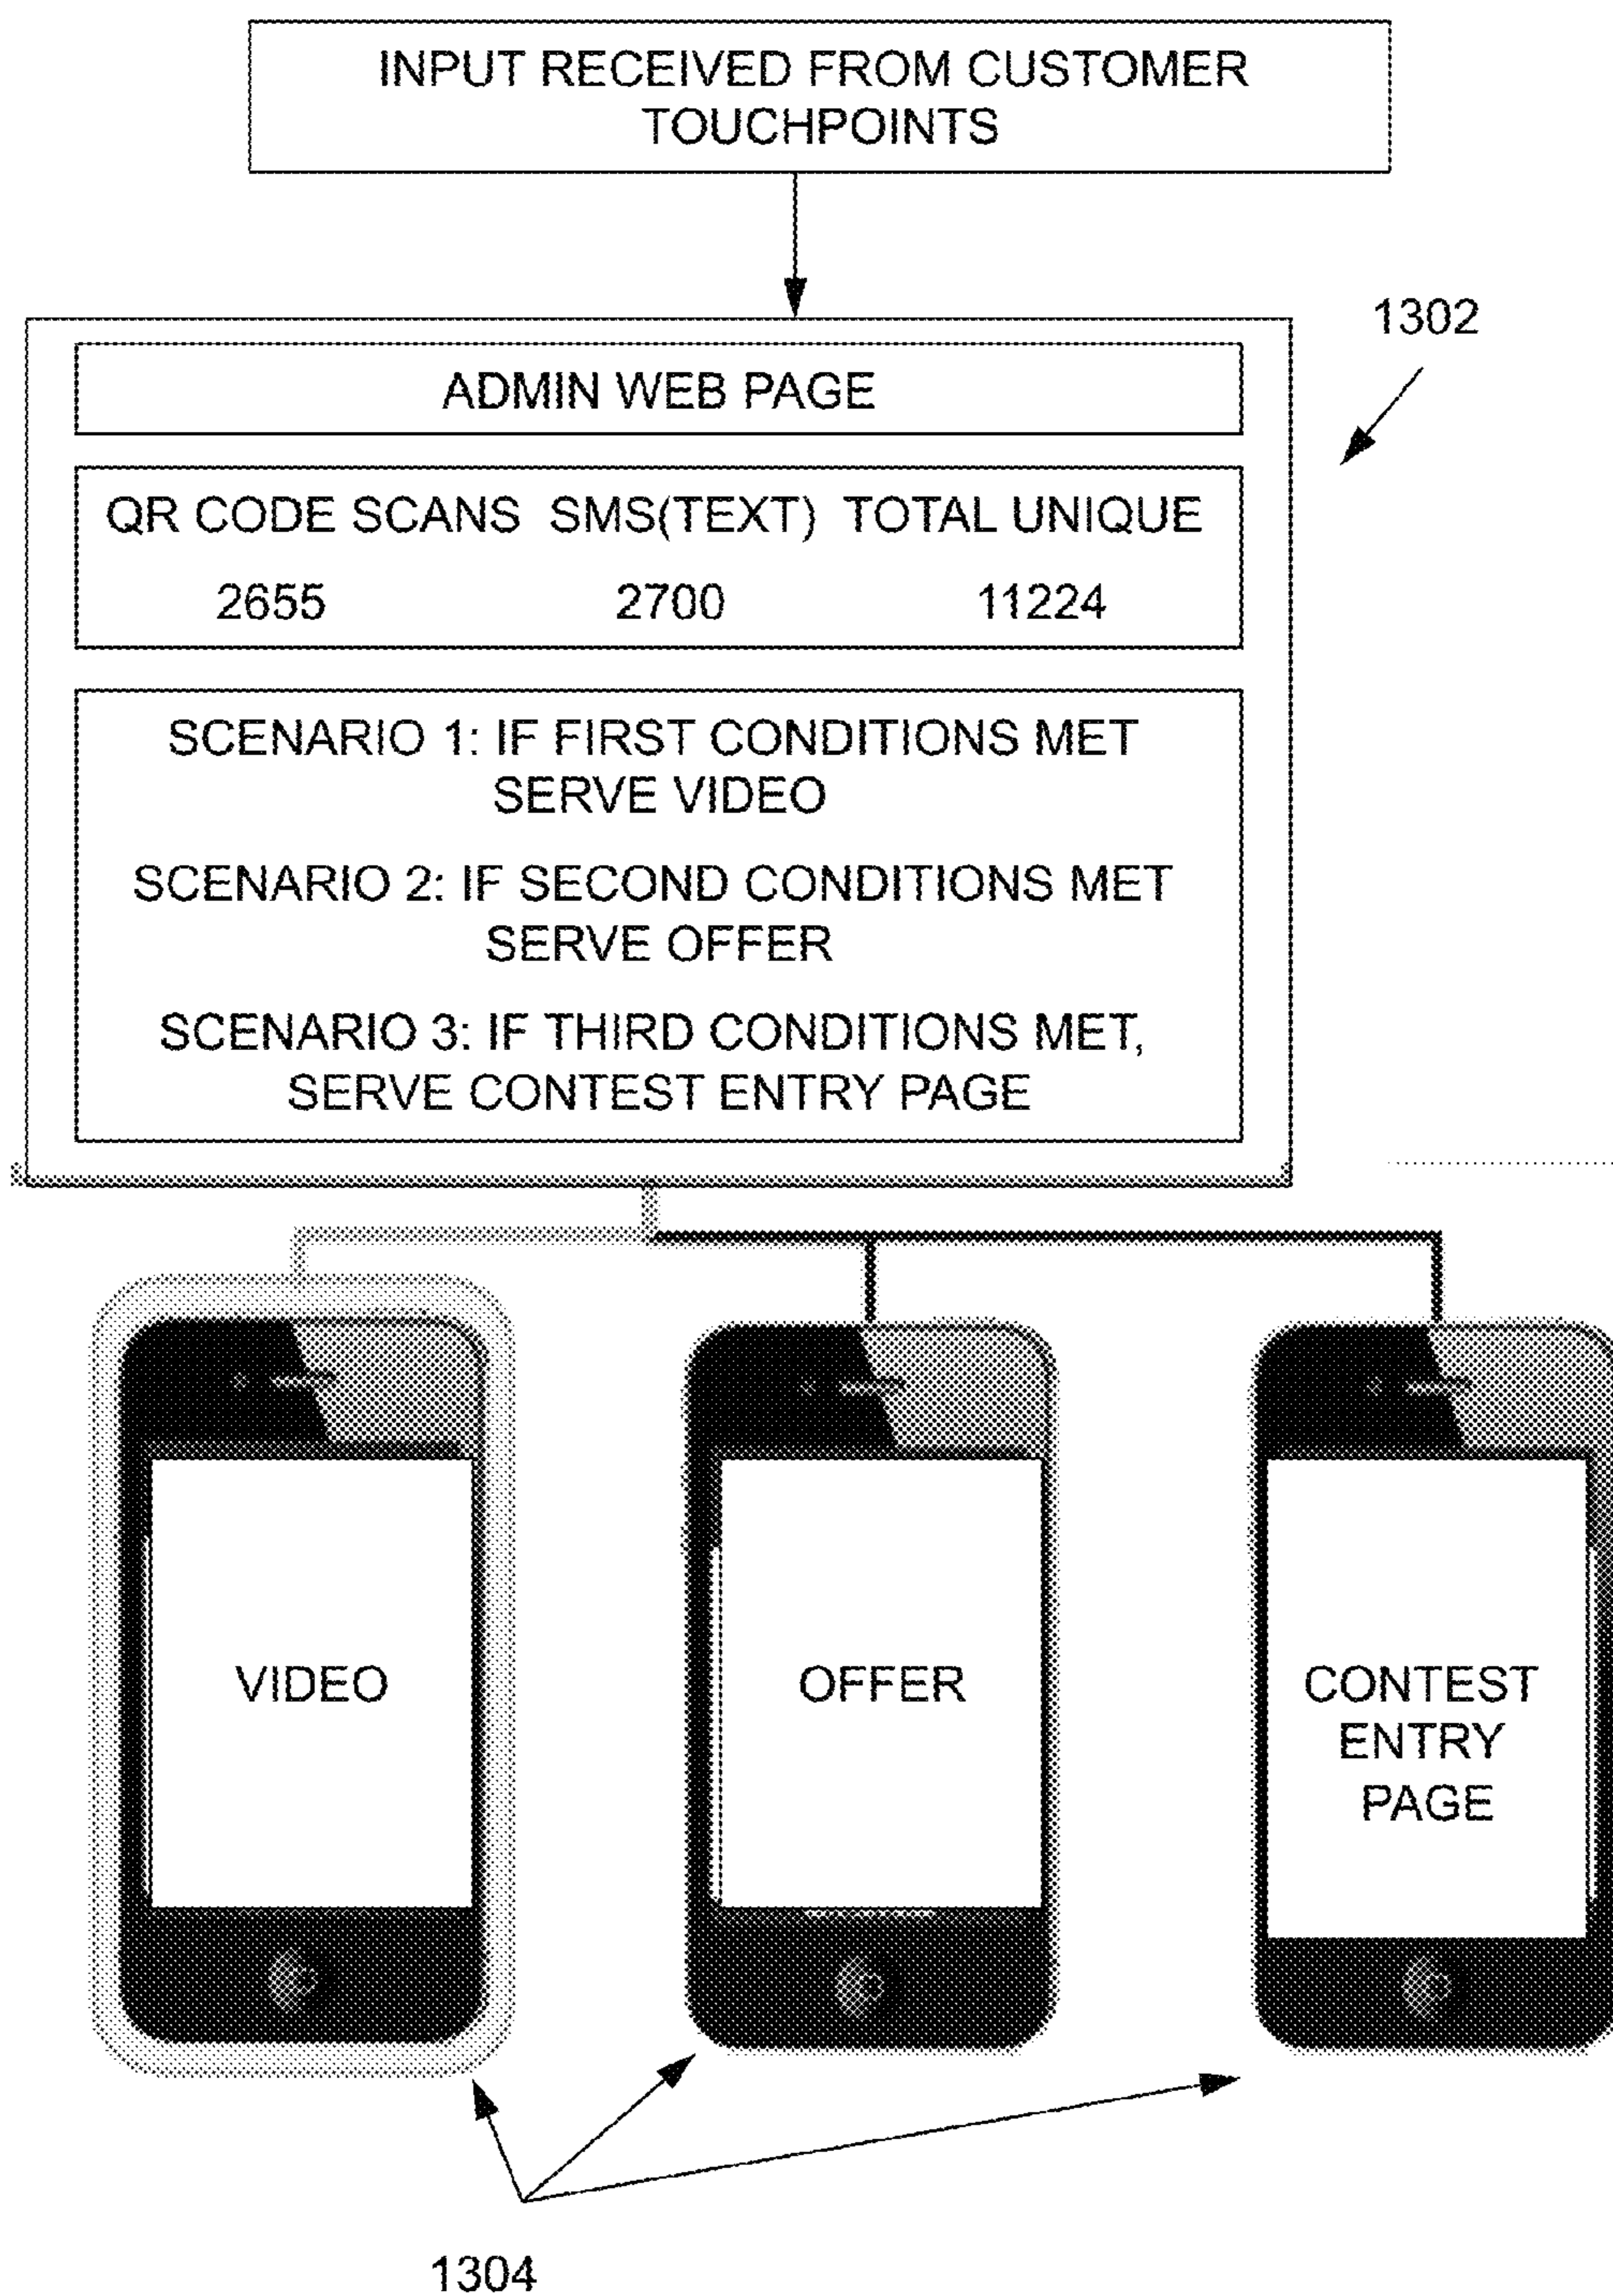 INPUT RECEIVED FROM CUSTOMER
TOUCHPOINTS
1302
ADMIN WEB PAGE
QR CODE SCANS SMS(TEXT) TOTAL UNIQUE
2655 2700 11224
SCENARIO 1: IF FIRST CONDITIONS MET
SERVE VIDEO
SCENARIO 2: IF SECOND CONDITIONS MET
SERVE OFFER
SCENARIO 3: IF THIRD CONDITIONS MET,
SERVE CONTEST ENTRY PAGE
VIDEO
OFFER
CONTEST
ENTRY
PAGE
1304